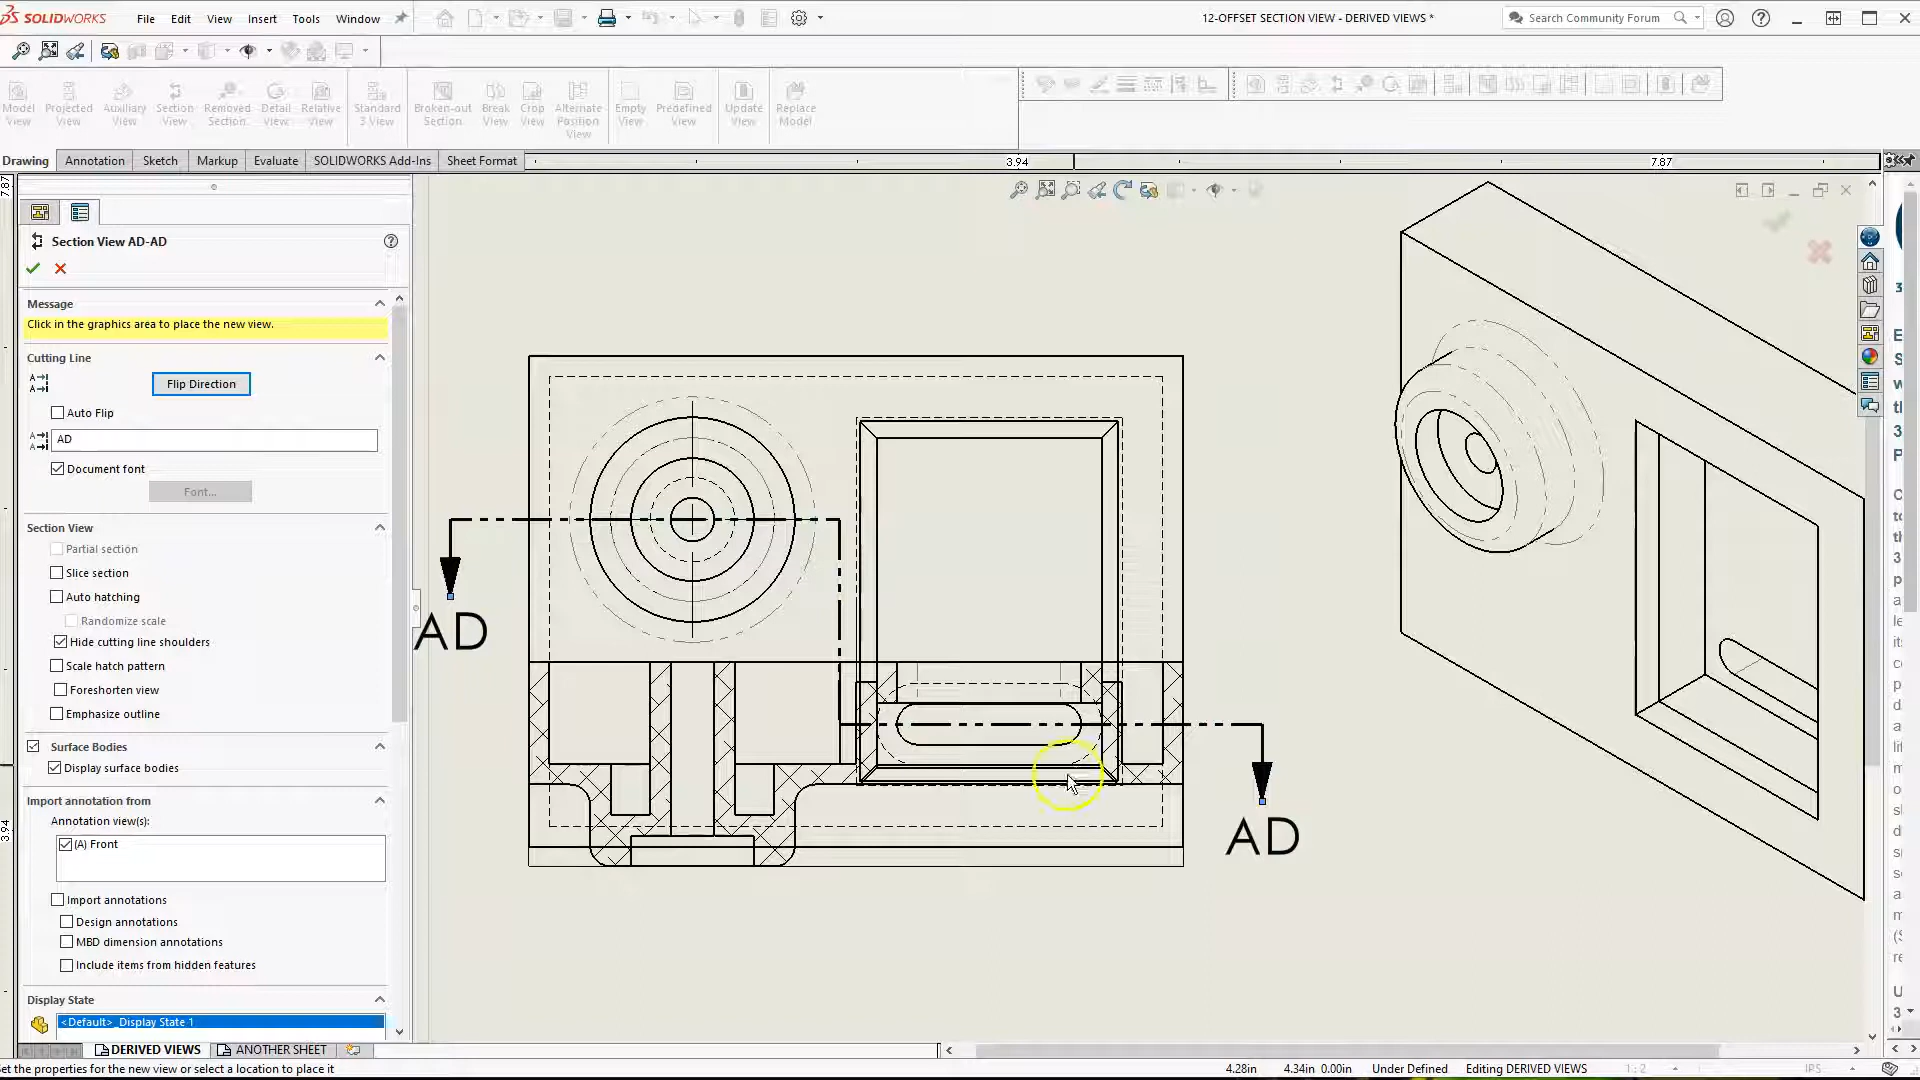 SOLIDWORKS
File Edit View Insert Tools Window
12-OFFSET SECTION VIEW - DERIVED VIEWS *
Search Community Forum
Model View
Projected View
Auxiliary View
Section View
Removed Section
Detail View
Relative View
Standard 3 View
Broken-out Section
Break View
Crop View
Alternate Position View
Empty View
Predefined View
Update View
Replace Model
Drawing Annotation Sketch Markup Evaluate SOLIDWORKS Add-Ins Sheet Format
3.94
7.87
7.87
3.94
Section View AD-AD
Message
Click in the graphics area to place the new view.
Cutting Line
Flip Direction
Auto Flip
AD
Document font
Font...
Section View
Partial section
Slice section
Auto hatching
Randomize scale
Hide cutting line shoulders
Scale hatch pattern
Foreshorten view
Emphasize outline
Surface Bodies
Display surface bodies
Import annotation from
Annotation view(s):
(A) Front
Import annotations
Design annotations
MBD dimension annotations
Include items from hidden features
Display State
<Default>_Display State 1
AD
AD
DERIVED VIEWS ANOTHER SHEET
et the properties for the new view or select a location to place it
4.28in 4.34in 0.00in Under Defined Editing DERIVED VIEWS 1 : 2 IPS